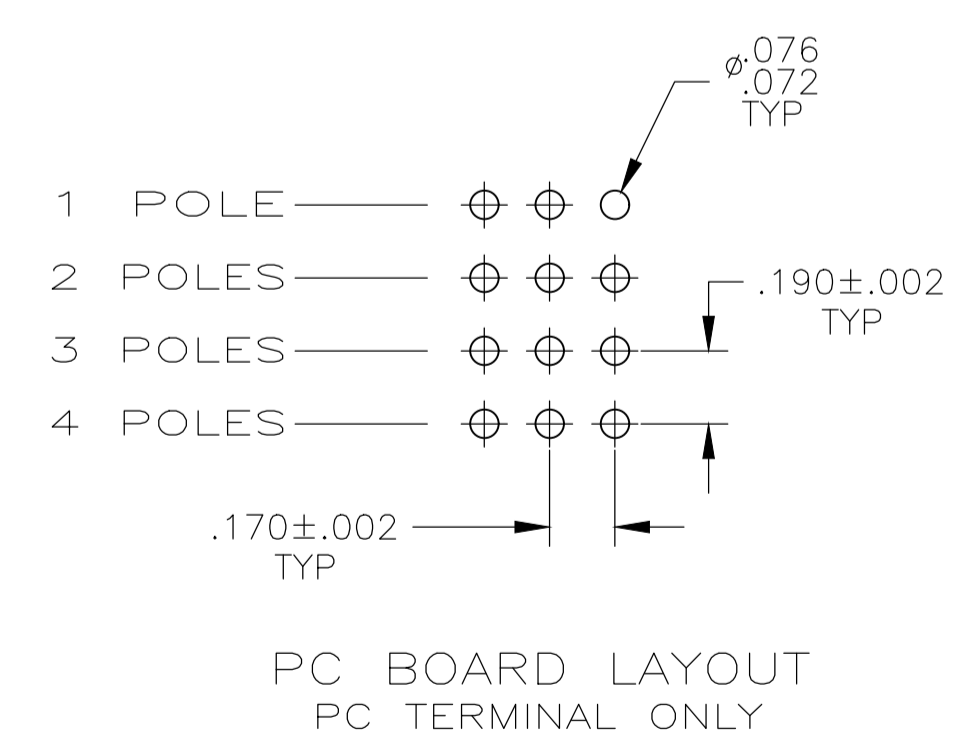 ⌀.076
.072
TYP
1 POLE
2 POLES
.190±.002
TYP
3 POLES
4 POLES
.170±.002
TYP
PC BOARD LAYOUT
PC TERMINAL ONLY